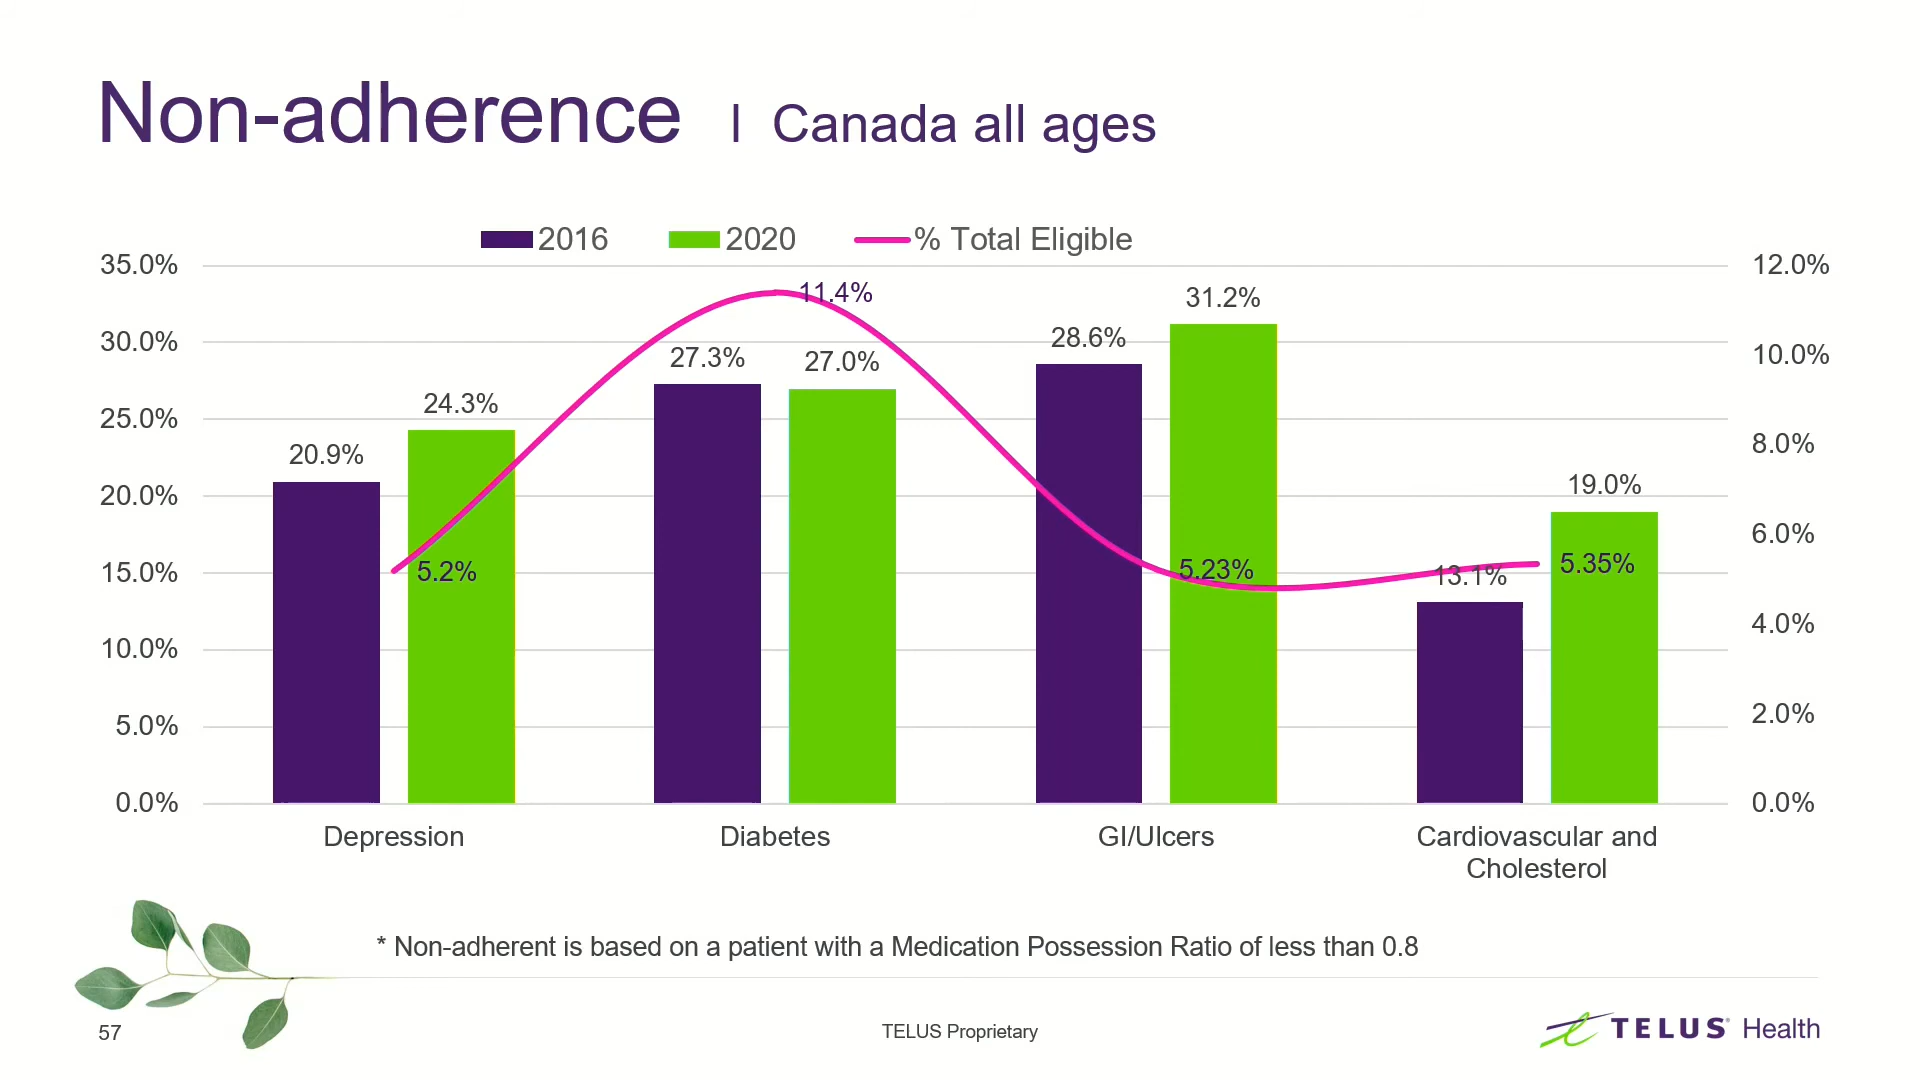 Non-adherence | Canada all ages
2016 2020 % Total Eligible
35.0%
30.0%
25.0%
20.0%
15.0%
10.0%
5.0%
0.0%
12.0%
10.0%
8.0%
6.0%
4.0%
2.0%
0.0%
20.9%
24.3%
5.2%
27.3%
27.0%
11.4%
28.6%
31.2%
5.23%
13.1%
19.0%
5.35%
Depression
Diabetes
GI/Ulcers
Cardiovascular and
Cholesterol
* Non-adherent is based on a patient with a Medication Possession Ratio of less than 0.8
57
TELUS Proprietary
TELUS® Health